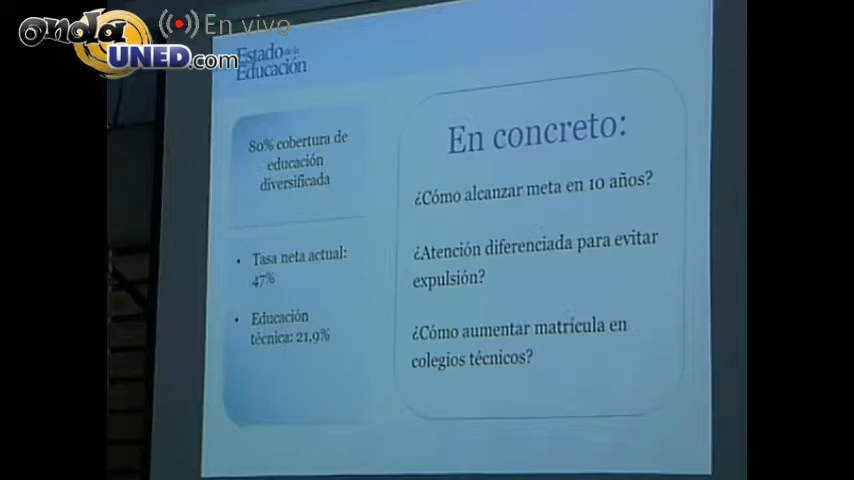 onda
UNED.com
En vivo
Estado de la
Educación
80% cobertura de
educación
diversificada
• Tasa neta actual:
47%
• Educación
técnica: 21,9%
En concreto:
¿Cómo alcanzar meta en 10 años?
¿Atención diferenciada para evitar
expulsión?
¿Cómo aumentar matrícula en
colegios técnicos?